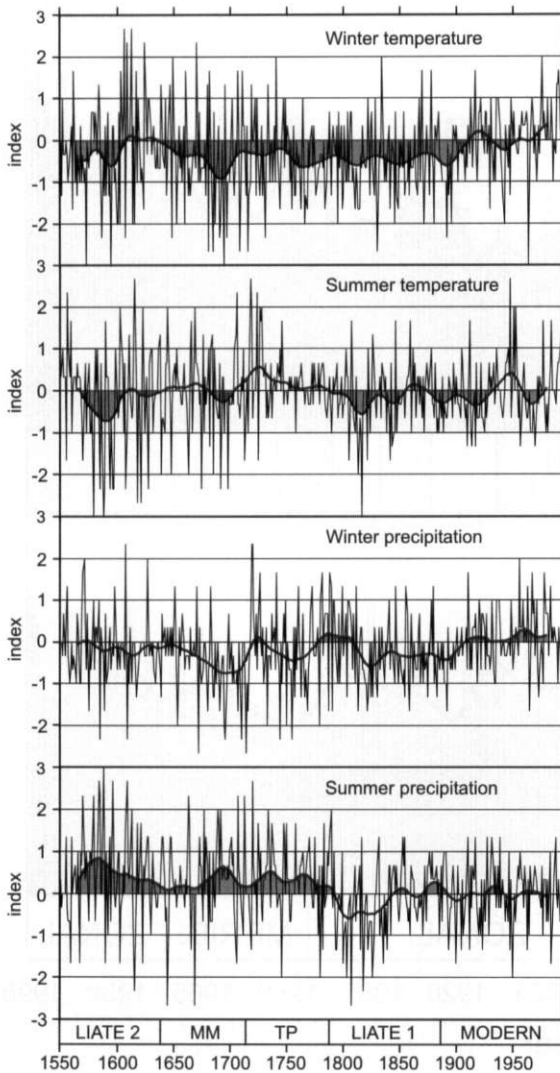 3
Winter temperature
2
1
0
-1
-2
index
3
Summer temperature
2
1
0
-1
-2
index
3
Winter precipitation
2
1
0
-1
-2
index
3
Summer precipitation
2
1
0
-1
-2
-3
index
LIATE 2 MM TP LIATE 1 MODERN
1550 1600 1650 1700 1750 1800 1850 1900 1950